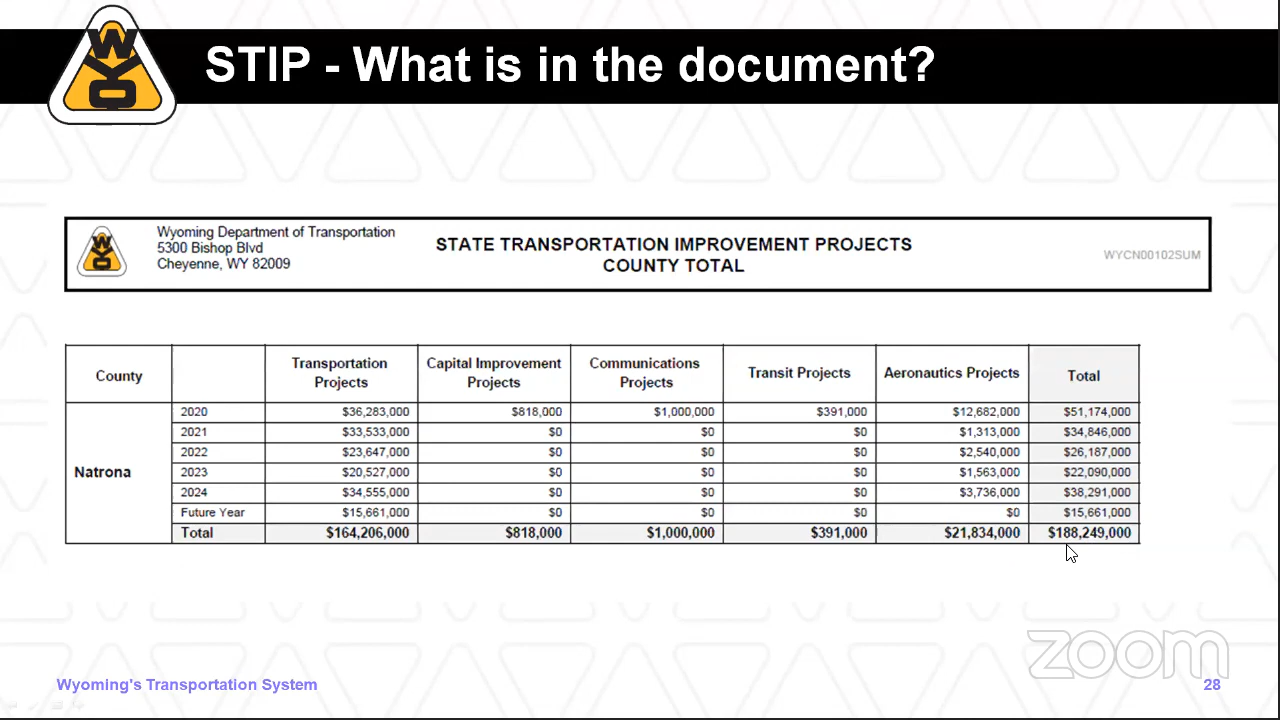 WYO
STIP - What is in the document?
WYO
Wyoming Department of Transportation
5300 Bishop Blvd
Cheyenne, WY 82009
STATE TRANSPORTATION IMPROVEMENT PROJECTS
COUNTY TOTAL
WYCN00102SUM
County Transportation Projects Capital Improvement Projects Communications Projects Transit Projects Aeronautics Projects Total
Natrona
2020 $36,283,000 $818,000 $1,000,000 $391,000 $12,682,000 $51,174,000
2021 $33,533,000 $0 $0 $0 $1,313,000 $34,846,000
2022 $23,647,000 $0 $0 $0 $2,540,000 $26,187,000
2023 $20,527,000 $0 $0 $0 $1,563,000 $22,090,000
2024 $34,555,000 $0 $0 $0 $3,736,000 $38,291,000
Future Year $15,661,000 $0 $0 $0 $0 $15,661,000
Total $164,206,000 $818,000 $1,000,000 $391,000 $21,834,000 $188,249,000
zoom
Wyoming's Transportation System
28